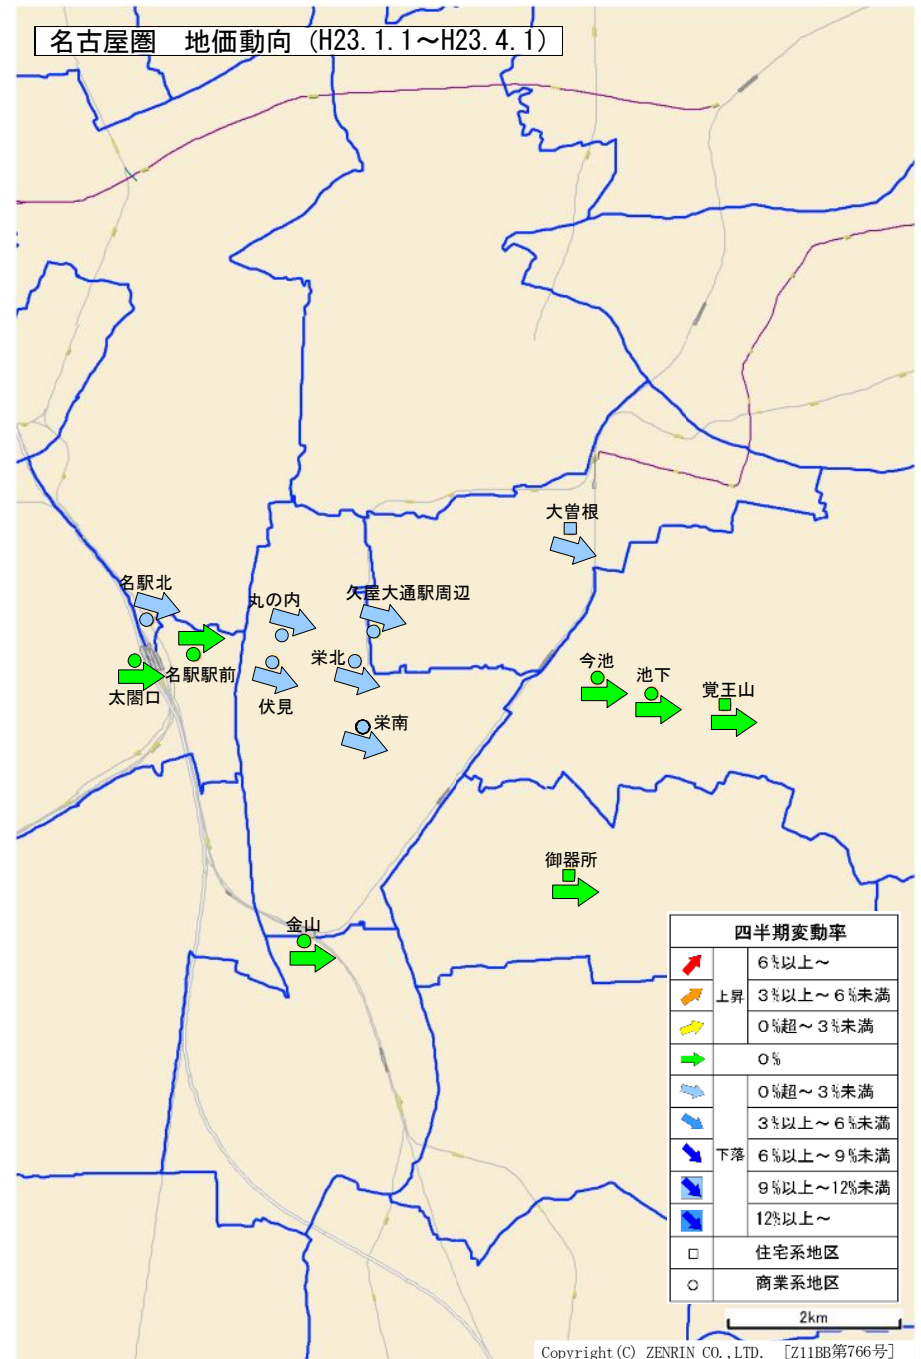 名古屋圏　地価動向 (H23.1.1～H23.4.1)
大曽根
名駅北
丸の内
久屋大通駅周辺
名駅駅前
太閤口
伏見
栄北
栄南
今池
池下
覚王山
御器所
金山
四半期変動率
上昇
６%以上～
３%以上～６%未満
０%超～３%未満
０%
下落
０%超～３%未満
３%以上～６%未満
６%以上～９%未満
９%以上～12%未満
12%以上～
住宅系地区
商業系地区
2km
Copyright(C) ZENRIN CO.,LTD. [Z11BB第766号]